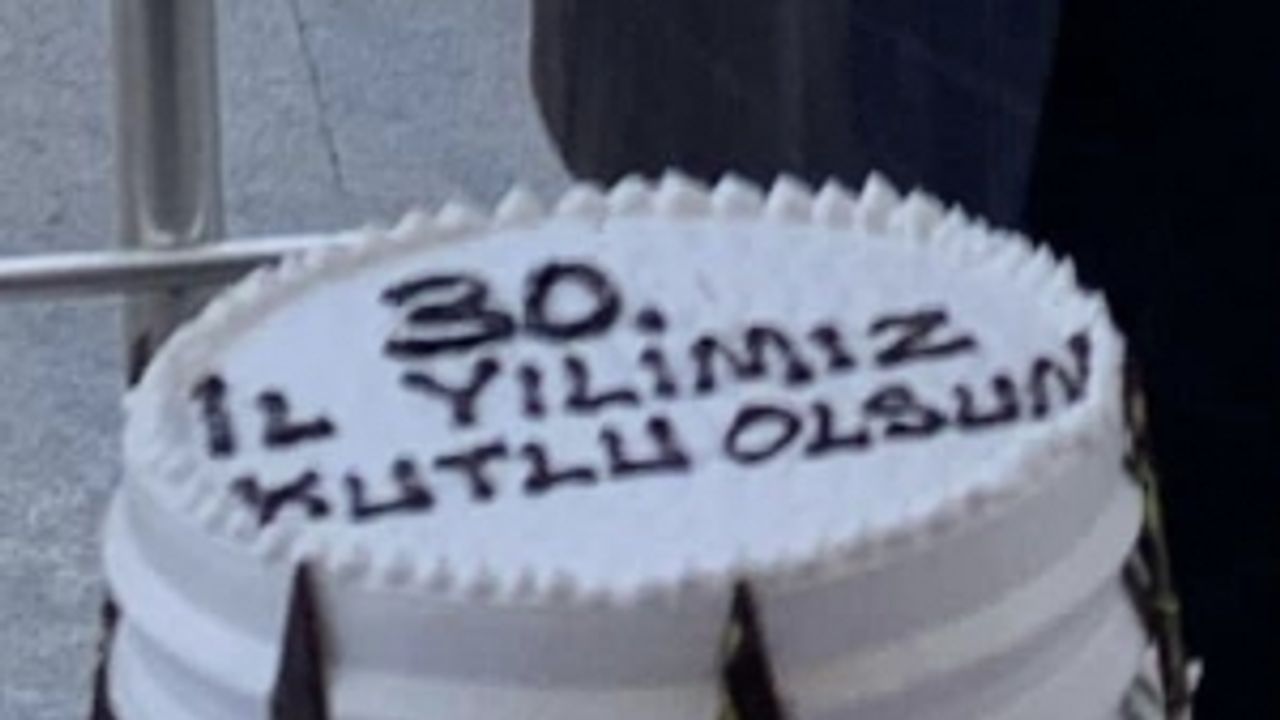 30.
İL YILiMIZ
KUTLU OLSUN